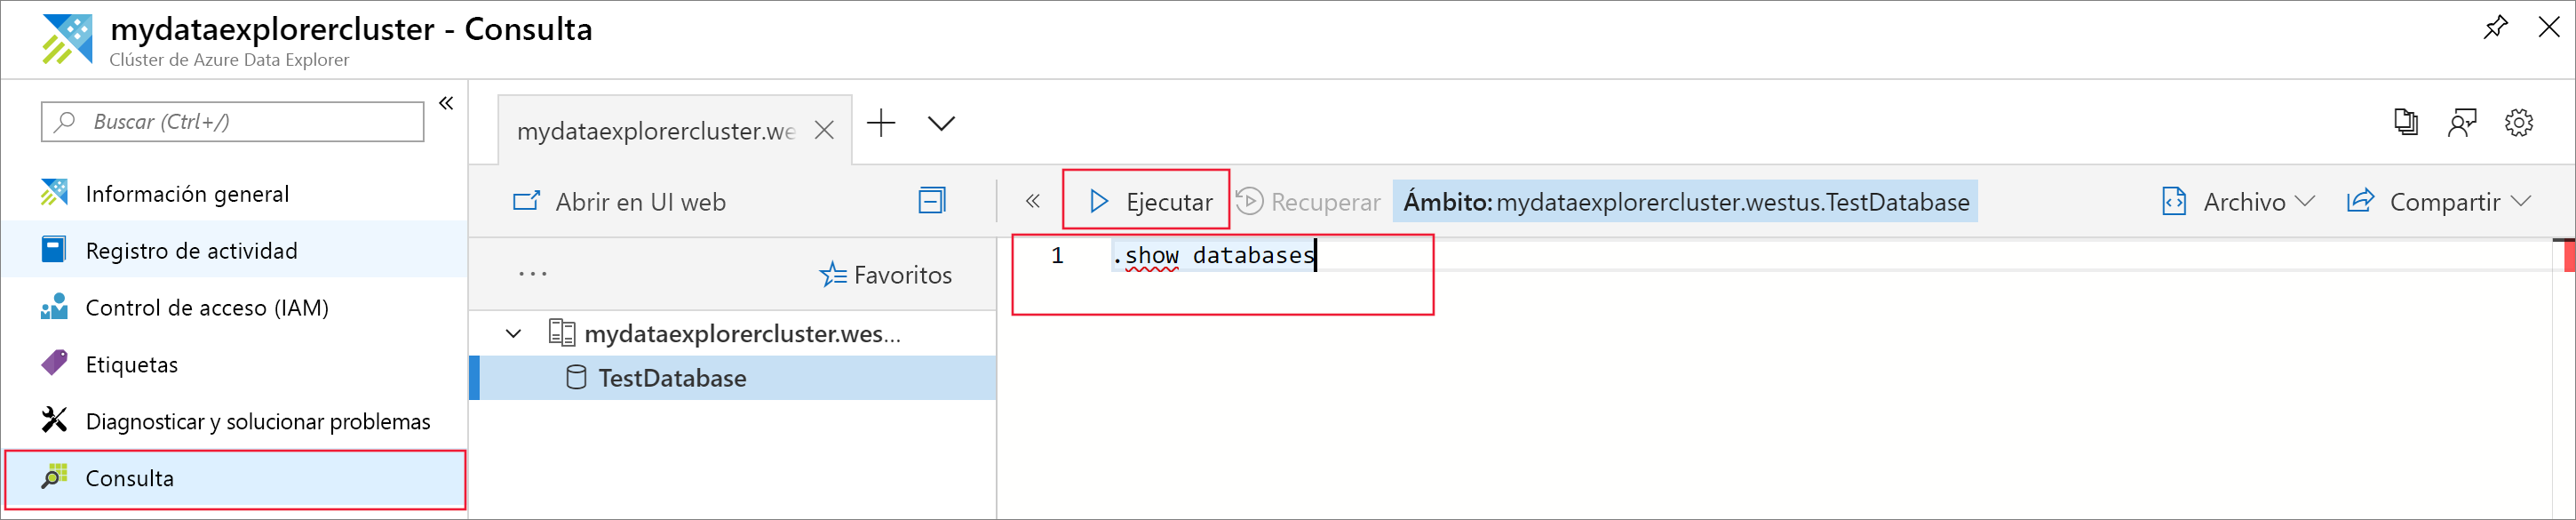 mydataexplorercluster - Consulta
Clúster de Azure Data Explorer
Buscar (Ctrl+/)
Información general
Registro de actividad
Control de acceso (IAM)
Etiquetas
Diagnosticar y solucionar problemas
Consulta
mydataexplorercluster.we
Abrir en UI web
Ejecutar
Recuperar
Ámbito: mydataexplorercluster.westus.TestDatabase
Archivo
Compartir
... Favoritos
mydataexplorercluster.wes...
TestDatabase
1 .show databases